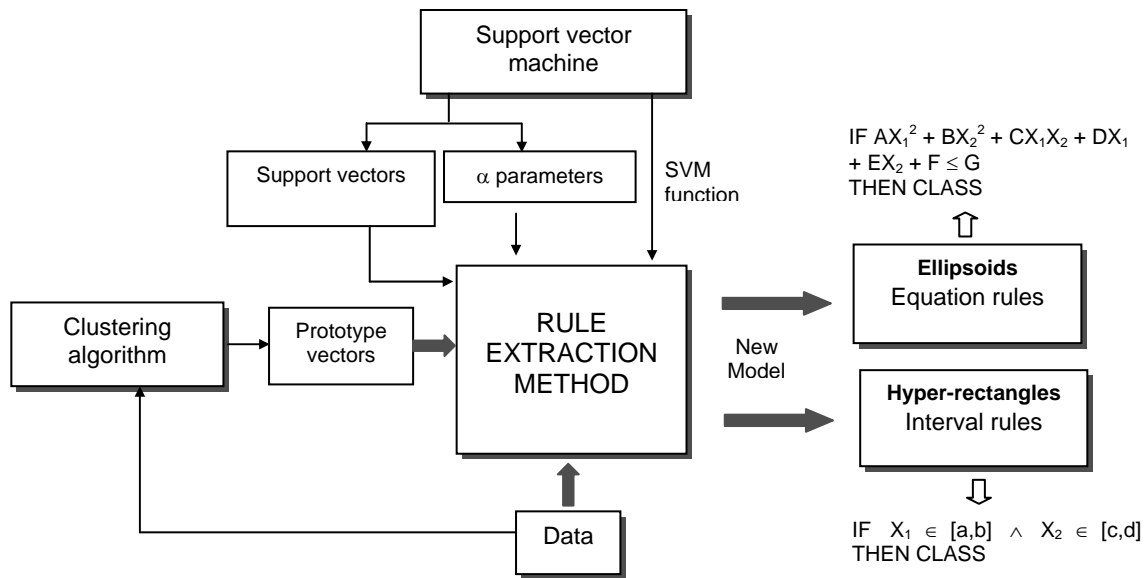 Support vector
machine
Support vectors
α parameters
SVM
function
IF AX₁² + BX₂² + CX₁X₂ + DX₁
+ EX₂ + F ≤ G
THEN CLASS
Ellipsoids
Equation rules
Clustering
algorithm
Prototype
vectors
RULE
EXTRACTION
METHOD
New
Model
Hyper-rectangles
Interval rules
Data
IF X₁ ∈ [a,b] ∧ X₂ ∈ [c,d]
THEN CLASS